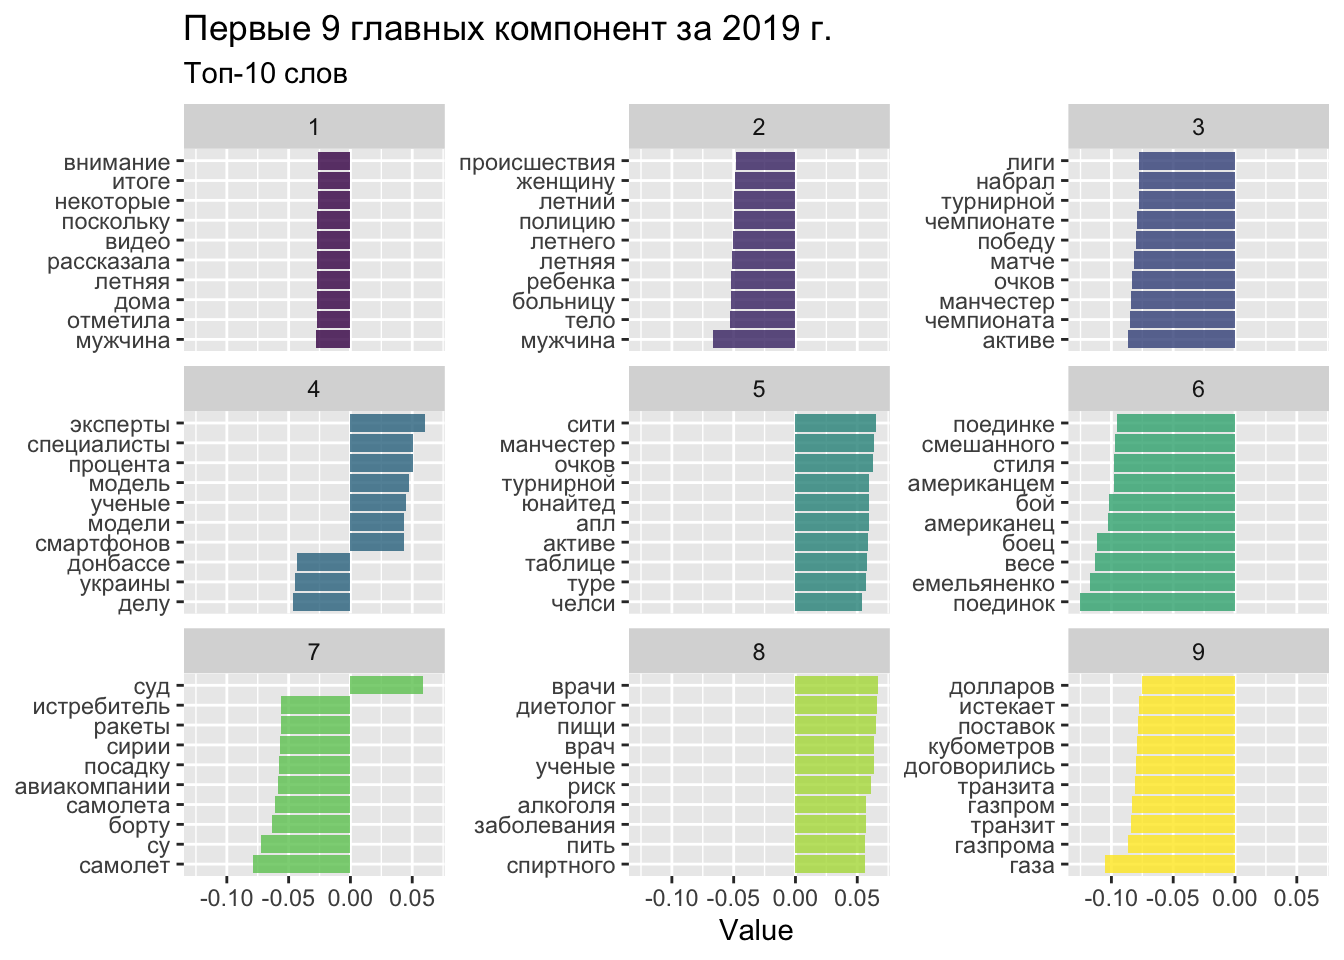 Первые 9 главных компонент за 2019 г.
Топ-10 слов
1
внимание
итоге
некоторые
поскольку
видео
рассказала
летняя
дома
отметила
мужчина
2
происшествия
женщину
летний
полицию
летнего
летняя
ребенка
больницу
тело
мужчина
3
лиги
набрал
турнирной
чемпионате
победу
матче
очков
манчестер
чемпионата
активе
4
эксперты
специалисты
процента
модель
ученые
модели
смартфонов
донбассе
украины
делу
5
сити
манчестер
очков
турнирной
юнайтед
апл
активе
таблице
туре
челси
6
поединке
смешанного
стиля
американцем
бой
американец
боец
весе
емельяненко
поединок
7
суд
истребитель
ракеты
сирии
посадку
авиакомпании
самолета
борту
су
самолет
8
врачи
диетолог
пищи
врач
ученые
риск
алкоголя
заболевания
пить
спиртного
9
долларов
истекает
поставок
кубометров
договорились
транзита
газпром
транзит
газпрома
газа
-0.10 -0.05 0.00 0.05
-0.10 -0.05 0.00 0.05
-0.10 -0.05 0.00 0.05
Value